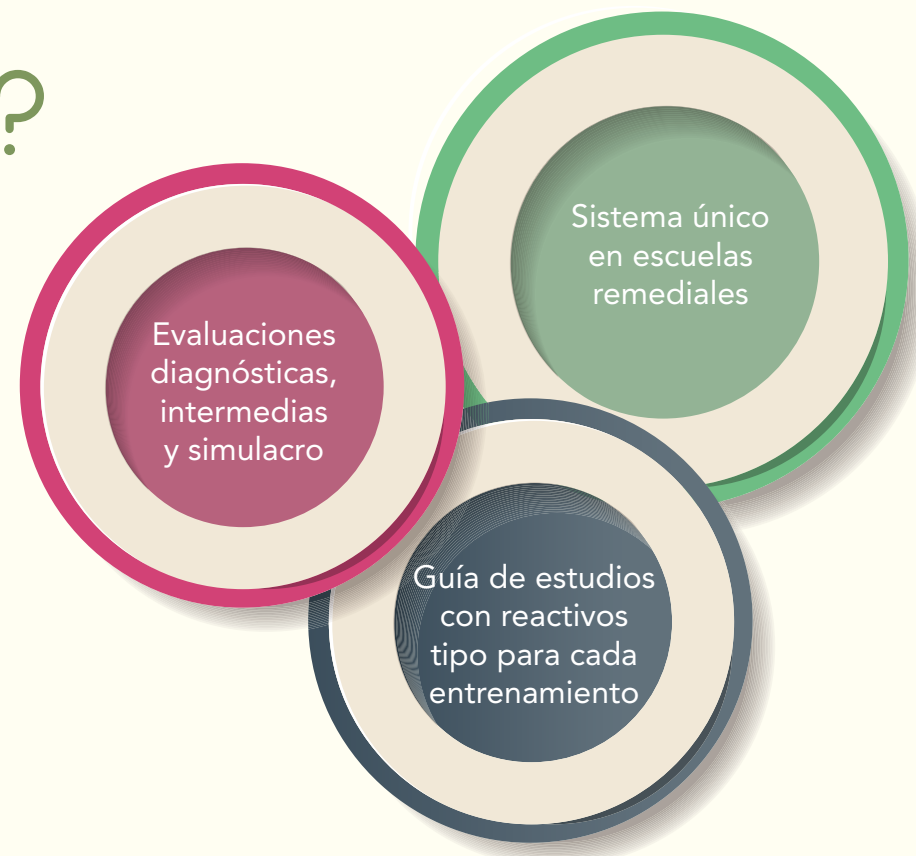 ?
Sistema único
en escuelas
remediales
Evaluaciones
diagnósticas,
intermedias
y simulacro
Guía de estudios
con reactivos
tipo para cada
entrenamiento